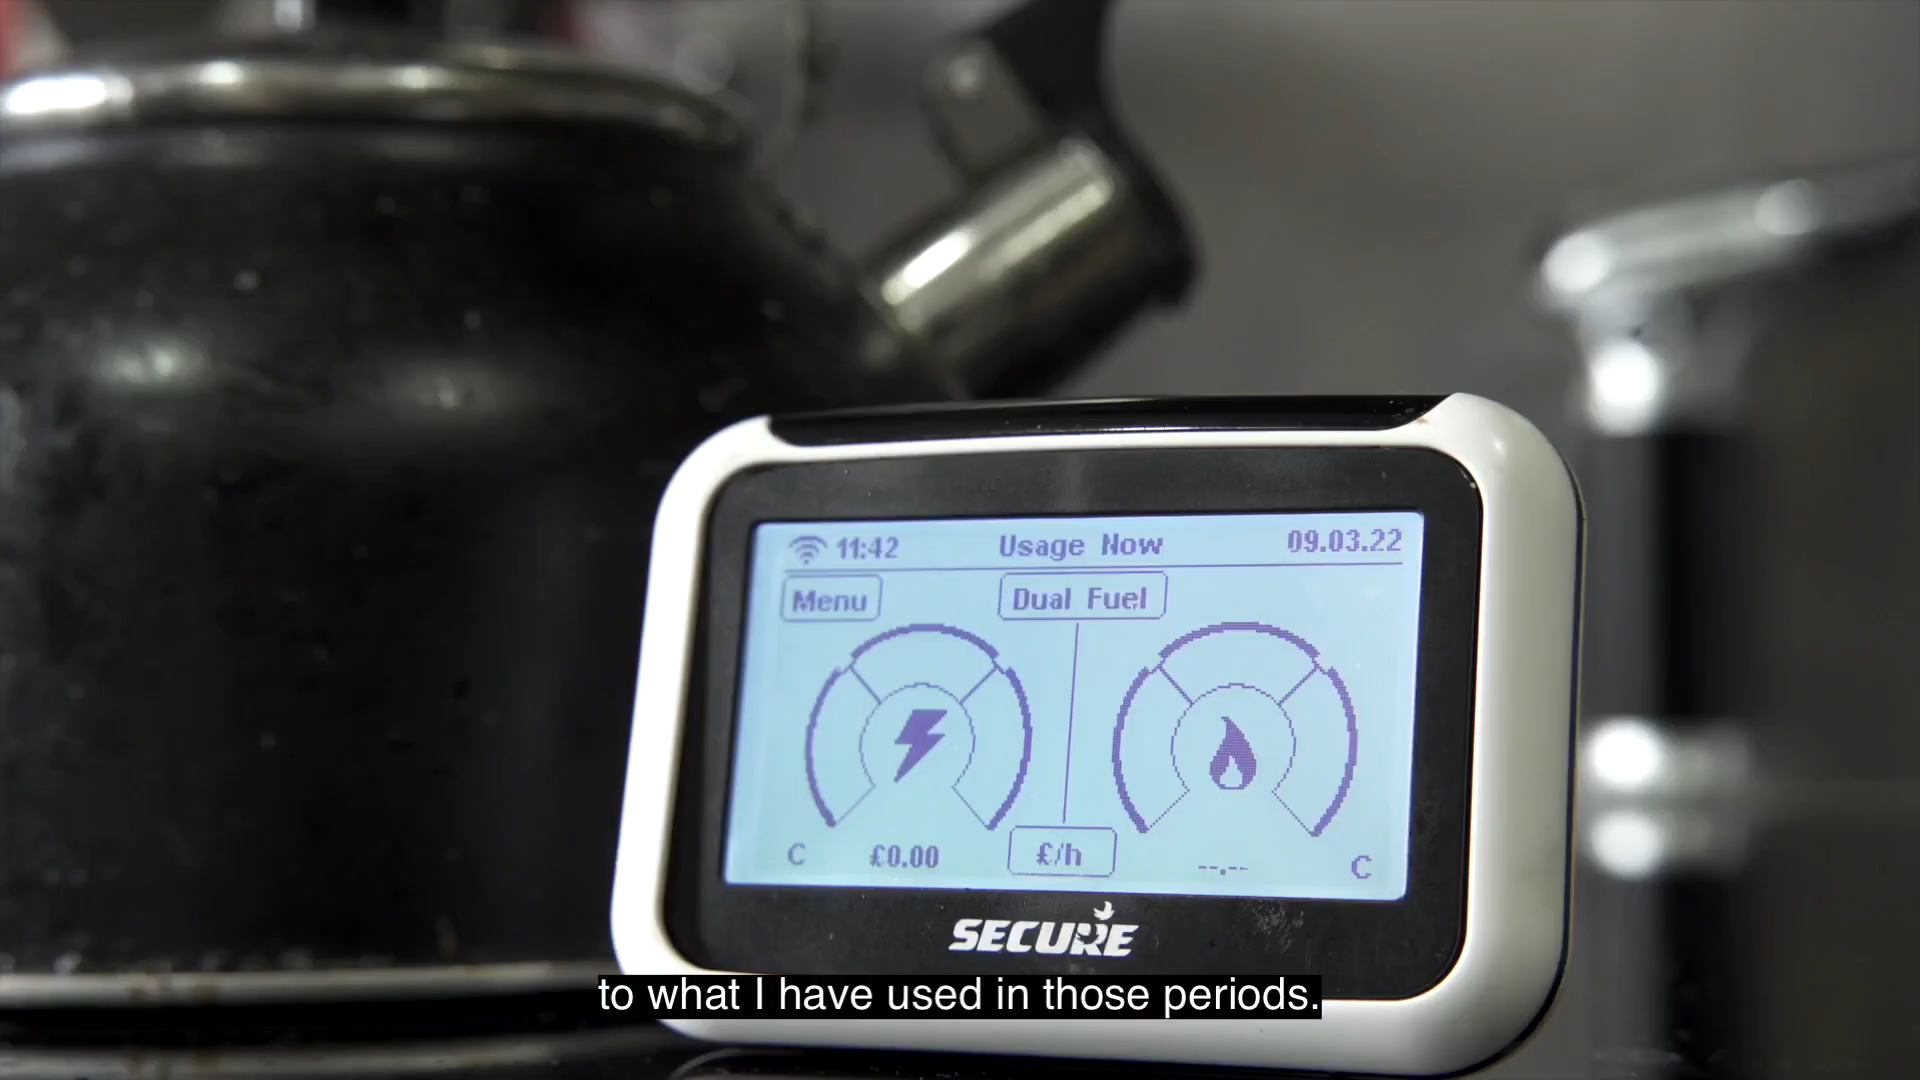 11:42 Usage Now 09.03.22
Menu Dual Fuel
C £0.00 £/h --.-- C
SECURE
to what I have used in those periods.